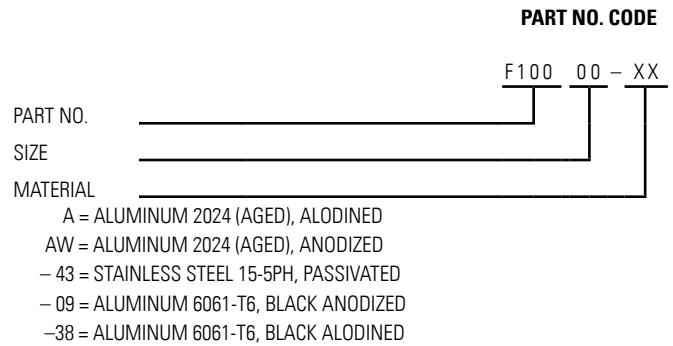 PART NO. CODE
F100 00 – XX
PART NO.
SIZE
MATERIAL
A = ALUMINUM 2024 (AGED), ALODINED
AW = ALUMINUM 2024 (AGED), ANODIZED
– 43 = STAINLESS STEEL 15-5PH, PASSIVATED
– 09 = ALUMINUM 6061-T6, BLACK ANODIZED
–38 = ALUMINUM 6061-T6, BLACK ALODINED